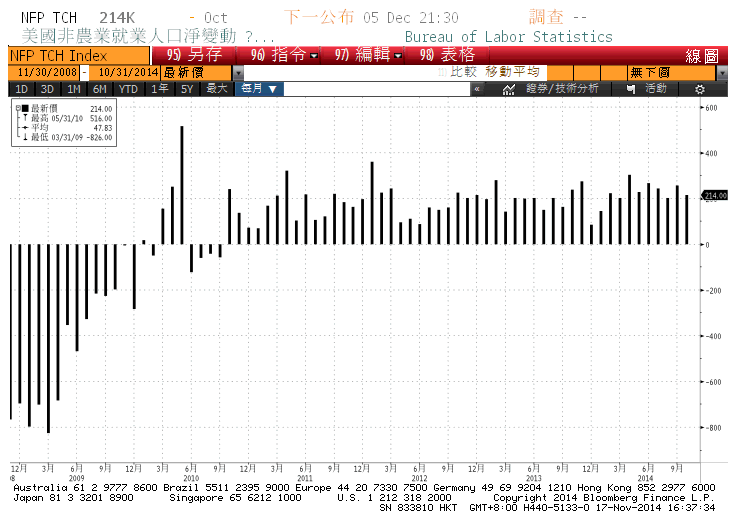 NFP TCH 214K - Oct 下一公布 05 Dec 21:30 調查 --
美國非農業就業人口淨變動 ?... Bureau of Labor Statistics
NFP TCH Index 95) 另存 96) 指令 97) 編輯 98) 表格 線圖
11/30/2008 - 10/31/2014 最新價 比較 移動平均 無下價
1D 3D 1M 6M YTD 1年 5Y 最大 每月 ▼ « 證券/技術分析 活動
最新價 214.00
最高 05/31/10 516.00
平均 47.83
最低 03/31/09 -826.00
600
400
214.00
200
0
-200
-400
-600
-800
12月 3月 6月 9月 12月 3月 6月 9月 12月 3月 6月 9月 12月 3月 6月 9月 12月 3月 6月 9月 12月 3月 6月 9月
08 2009 2010 2011 2012 2013 2014
Australia 61 2 9777 8600 Brazil 5511 2395 9000 Europe 44 20 7330 7500 Germany 49 69 9204 1210 Hong Kong 852 2977 6000
Japan 81 3 3201 8900 Singapore 65 6212 1000 U.S. 1 212 318 2000 Copyright 2014 Bloomberg Finance L.P.
SN 833810 HKT GMT+8:00 H440-5133-0 17-Nov-2014 16:37:34